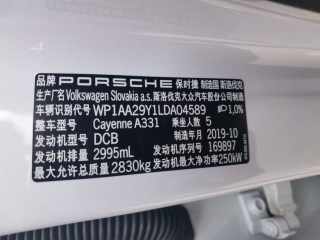 品牌 PORSCHE 保时捷 制造国 斯洛伐克
生产厂名 Volkswagen Slovakia a.s. 斯洛伐克大众汽车股份公司制造
车辆识别代号 WP1AA29Y1LDA04589 1,0%
车辆型号 Cayenne A331 乘坐人数 5
发动机型号 DCB 制造年月 2019-10
发动机排量 2995mL 发动机号 169897
最大允许总质量 2830kg 发动机最大净功率 250kW